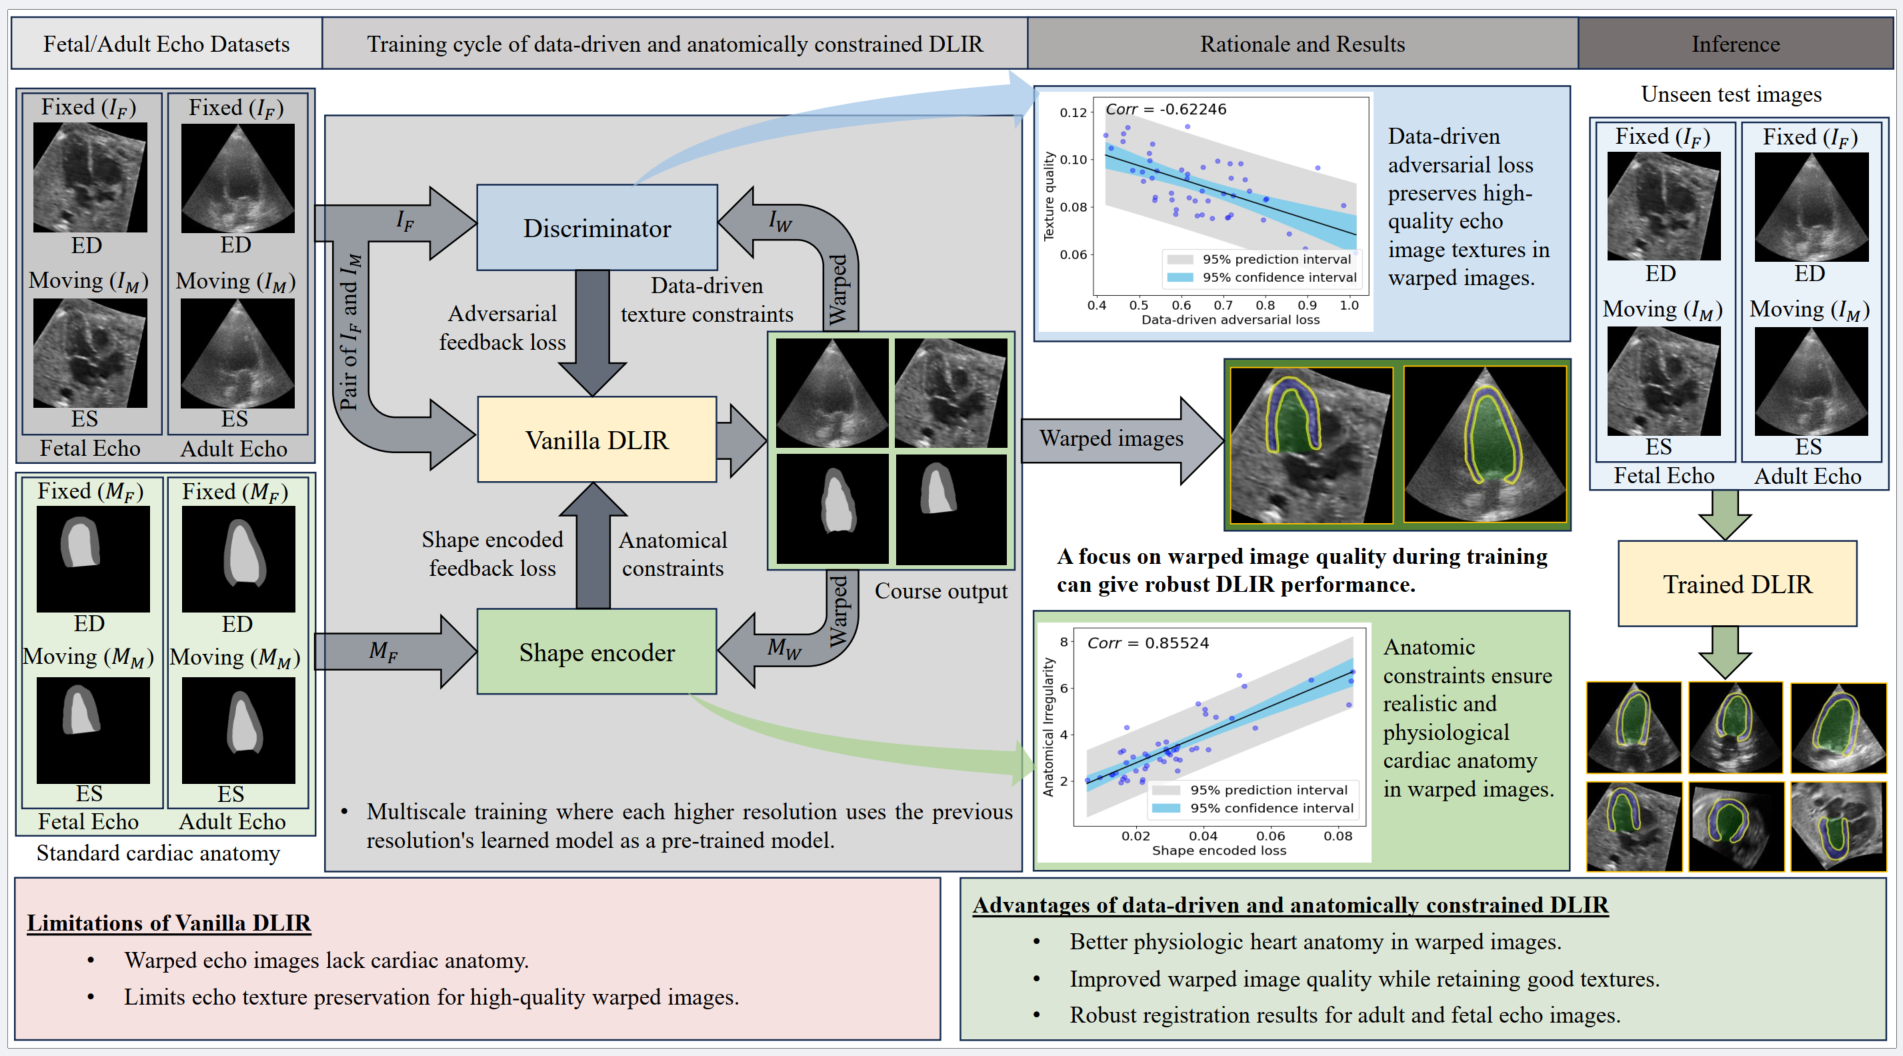 Fetal/Adult Echo Datasets
Training cycle of data-driven and anatomically constrained DLIR
Rationale and Results
Inference
Fixed (I_F)
Fixed (I_F)
ED
ED
Moving (I_M)
Moving (I_M)
ES
ES
Fetal Echo
Adult Echo
Fixed (M_F)
Fixed (M_F)
ED
ED
Moving (M_M)
Moving (M_M)
ES
ES
Fetal Echo
Adult Echo
Standard cardiac anatomy
I_F
Pair of I_F and I_M
Discriminator
I_W
Warped
Adversarial
feedback loss
Data-driven
texture constraints
Vanilla DLIR
Shape encoded
feedback loss
Anatomical
constraints
Course output
M_F
Shape encoder
M_W
Warped
• Multiscale training where each higher resolution uses the previous
resolution's learned model as a pre-trained model.
Corr = -0.62246
Texture quality
0.12
0.10
0.08
0.06
95% prediction interval
95% confidence interval
0.4 0.5 0.6 0.7 0.8 0.9 1.0
Data-driven adversarial loss
Data-driven
adversarial loss
preserves high-
quality echo
image textures in
warped images.
Warped images
A focus on warped image quality during training
can give robust DLIR performance.
Corr = 0.85524
Anatomical Irregularity
8
6
4
2
95% prediction interval
95% confidence interval
0.02 0.04 0.06 0.08
Shape encoded loss
Anatomic
constraints ensure
realistic and
physiological
cardiac anatomy
in warped images.
Unseen test images
Fixed (I_F)
Fixed (I_F)
ED
ED
Moving (I_M)
Moving (I_M)
ES
ES
Fetal Echo
Adult Echo
Trained DLIR
Limitations of Vanilla DLIR
• Warped echo images lack cardiac anatomy.
• Limits echo texture preservation for high-quality warped images.
Advantages of data-driven and anatomically constrained DLIR
• Better physiologic heart anatomy in warped images.
• Improved warped image quality while retaining good textures.
• Robust registration results for adult and fetal echo images.